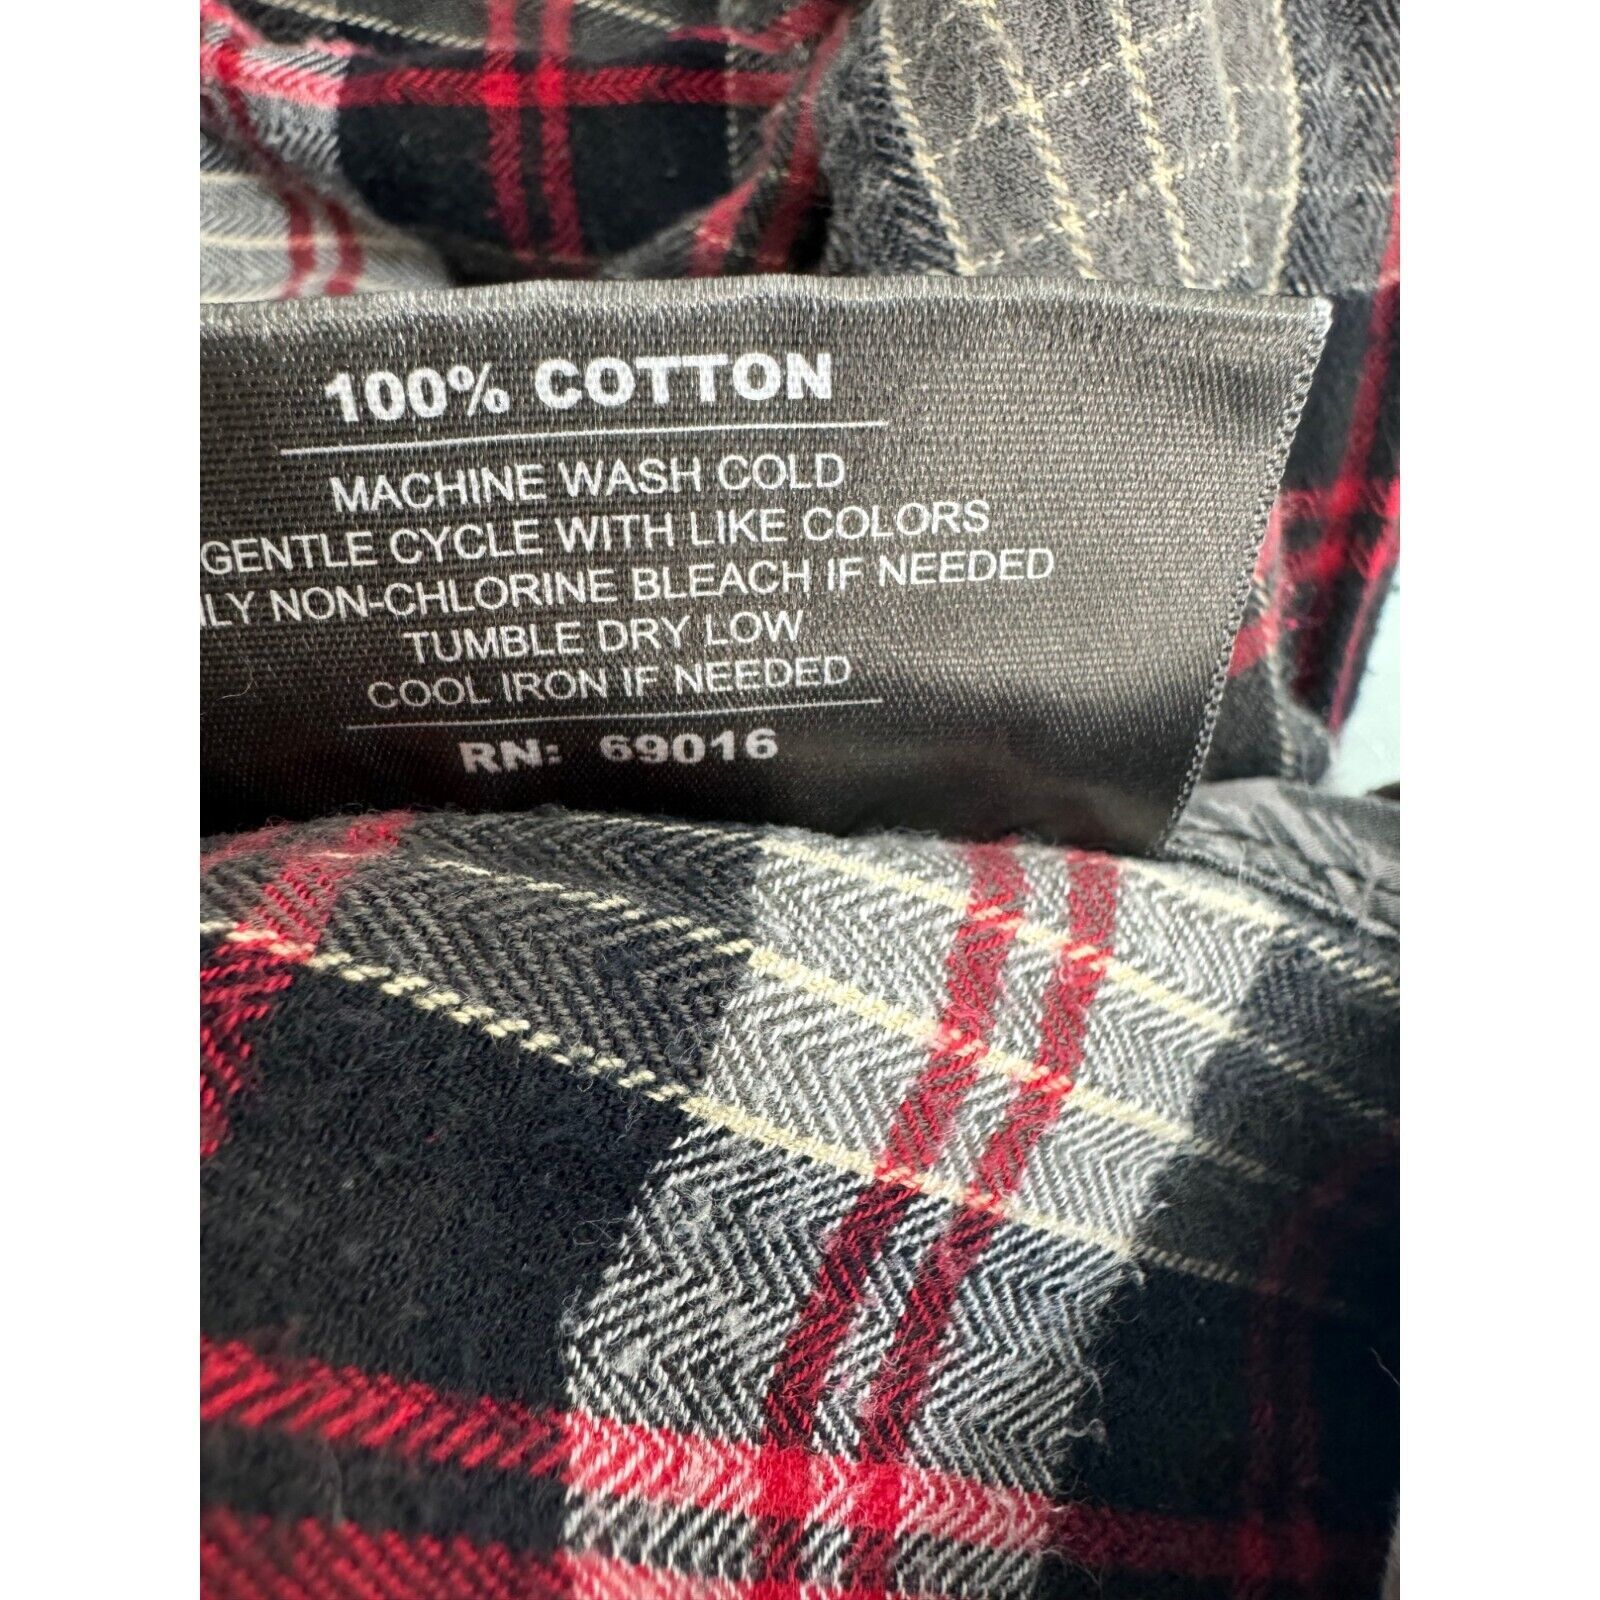 100% COTTON
MACHINE WASH COLD
GENTLE CYCLE WITH LIKE COLORS
NON-CHLORINE BLEACH IF NEEDED
TUMBLE DRY LOW
COOL IRON IF NEEDED
RN: 69016